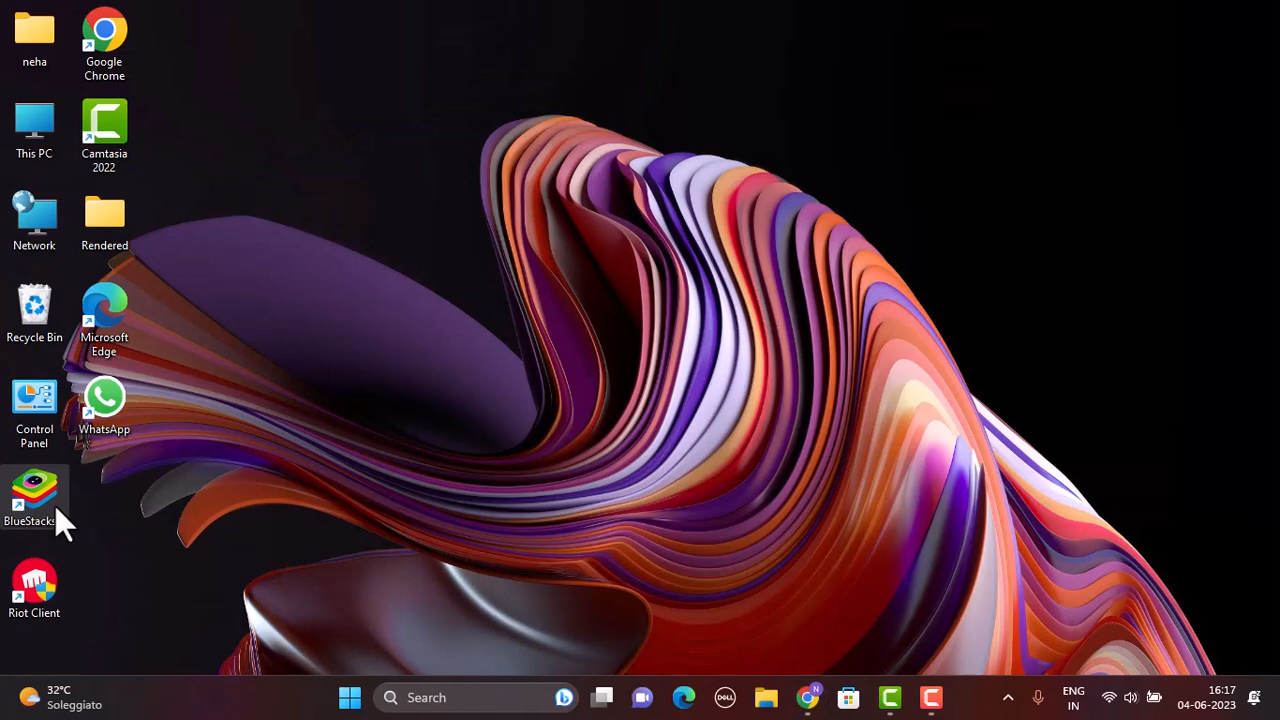 neha
Google
Chrome
This PC
Camtasia
2022
Network
Rendered
Recycle Bin
Microsoft
Edge
Control
Panel
WhatsApp
BlueStacks
Riot Client
32°C
Soleggiato
Search
DELL
N
ENG
IN
16:17
04-06-2023